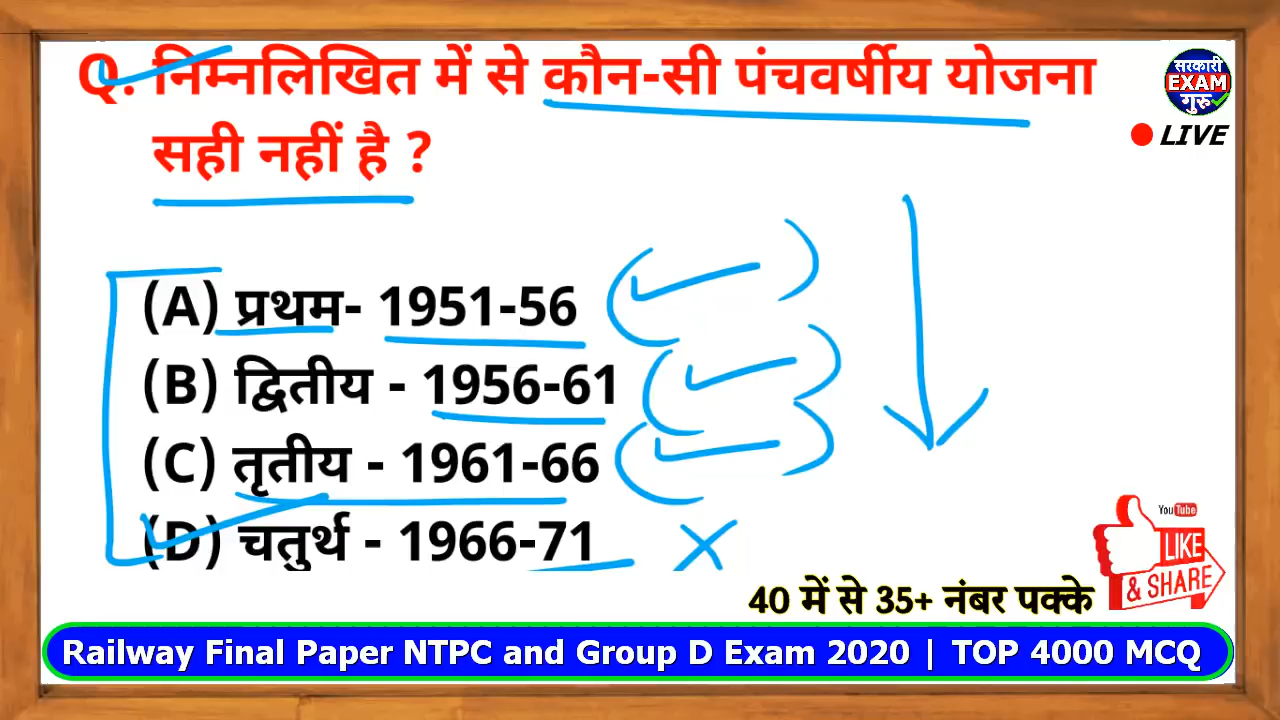 Q. निम्नलिखित में से कौन-सी पंचवर्षीय योजना
सही नहीं है ?
सरकारी
EXAM
गुरु
LIVE
(A) प्रथम- 1951-56
(B) द्वितीय - 1956-61
(C) तृतीय - 1961-66
(D) चतुर्थ - 1966-71
YouTube
LIKE
& SHARE
40 में से 35+ नंबर पक्के
Railway Final Paper NTPC and Group D Exam 2020 | TOP 4000 MCQ